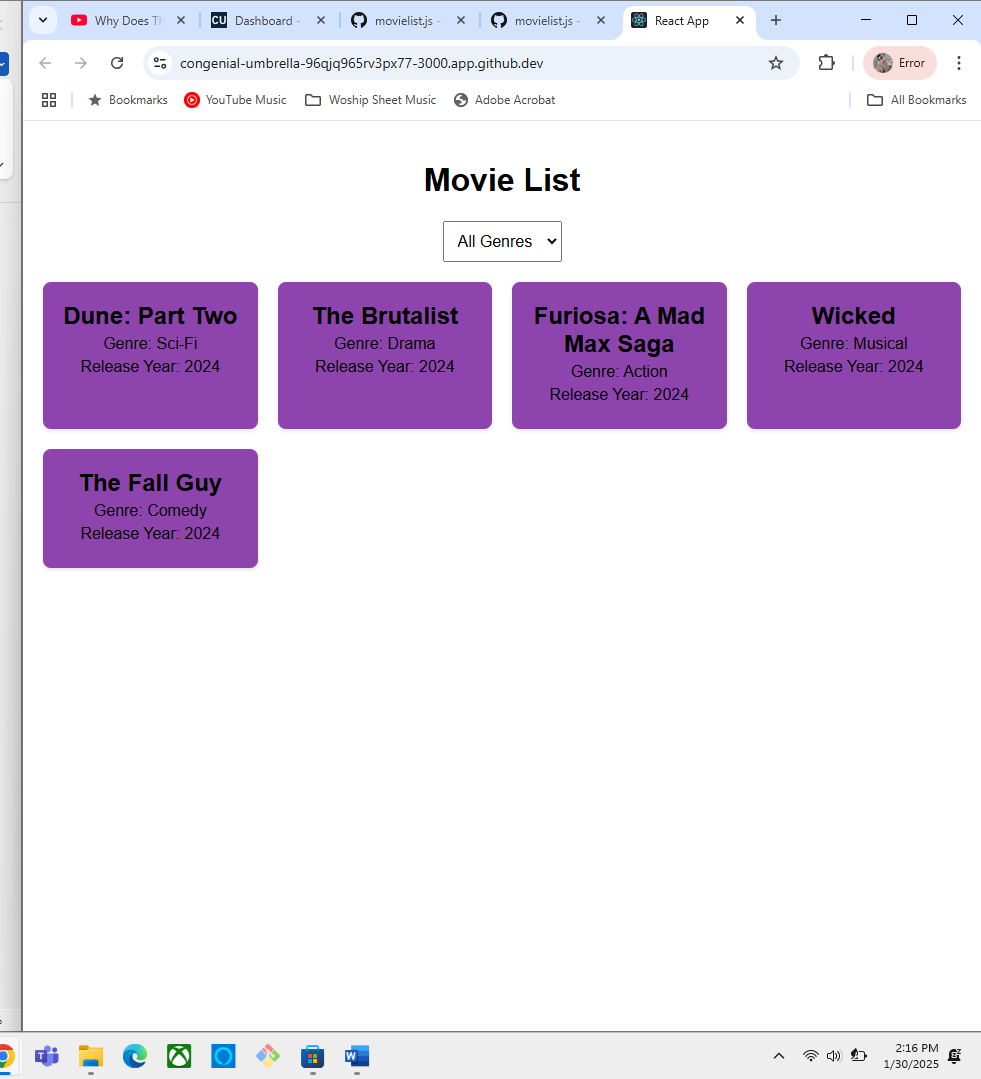 Why Does Th
Dashboard -
movielist.js -
movielist.js -
React App
congenial-umbrella-96qjq965rv3px77-3000.app.github.dev
Error
Bookmarks
YouTube Music
Woship Sheet Music
Adobe Acrobat
All Bookmarks
Movie List
All Genres
Dune: Part Two
Genre: Sci-Fi
Release Year: 2024
The Brutalist
Genre: Drama
Release Year: 2024
Furiosa: A Mad
Max Saga
Genre: Action
Release Year: 2024
Wicked
Genre: Musical
Release Year: 2024
The Fall Guy
Genre: Comedy
Release Year: 2024
2:16 PM
1/30/2025